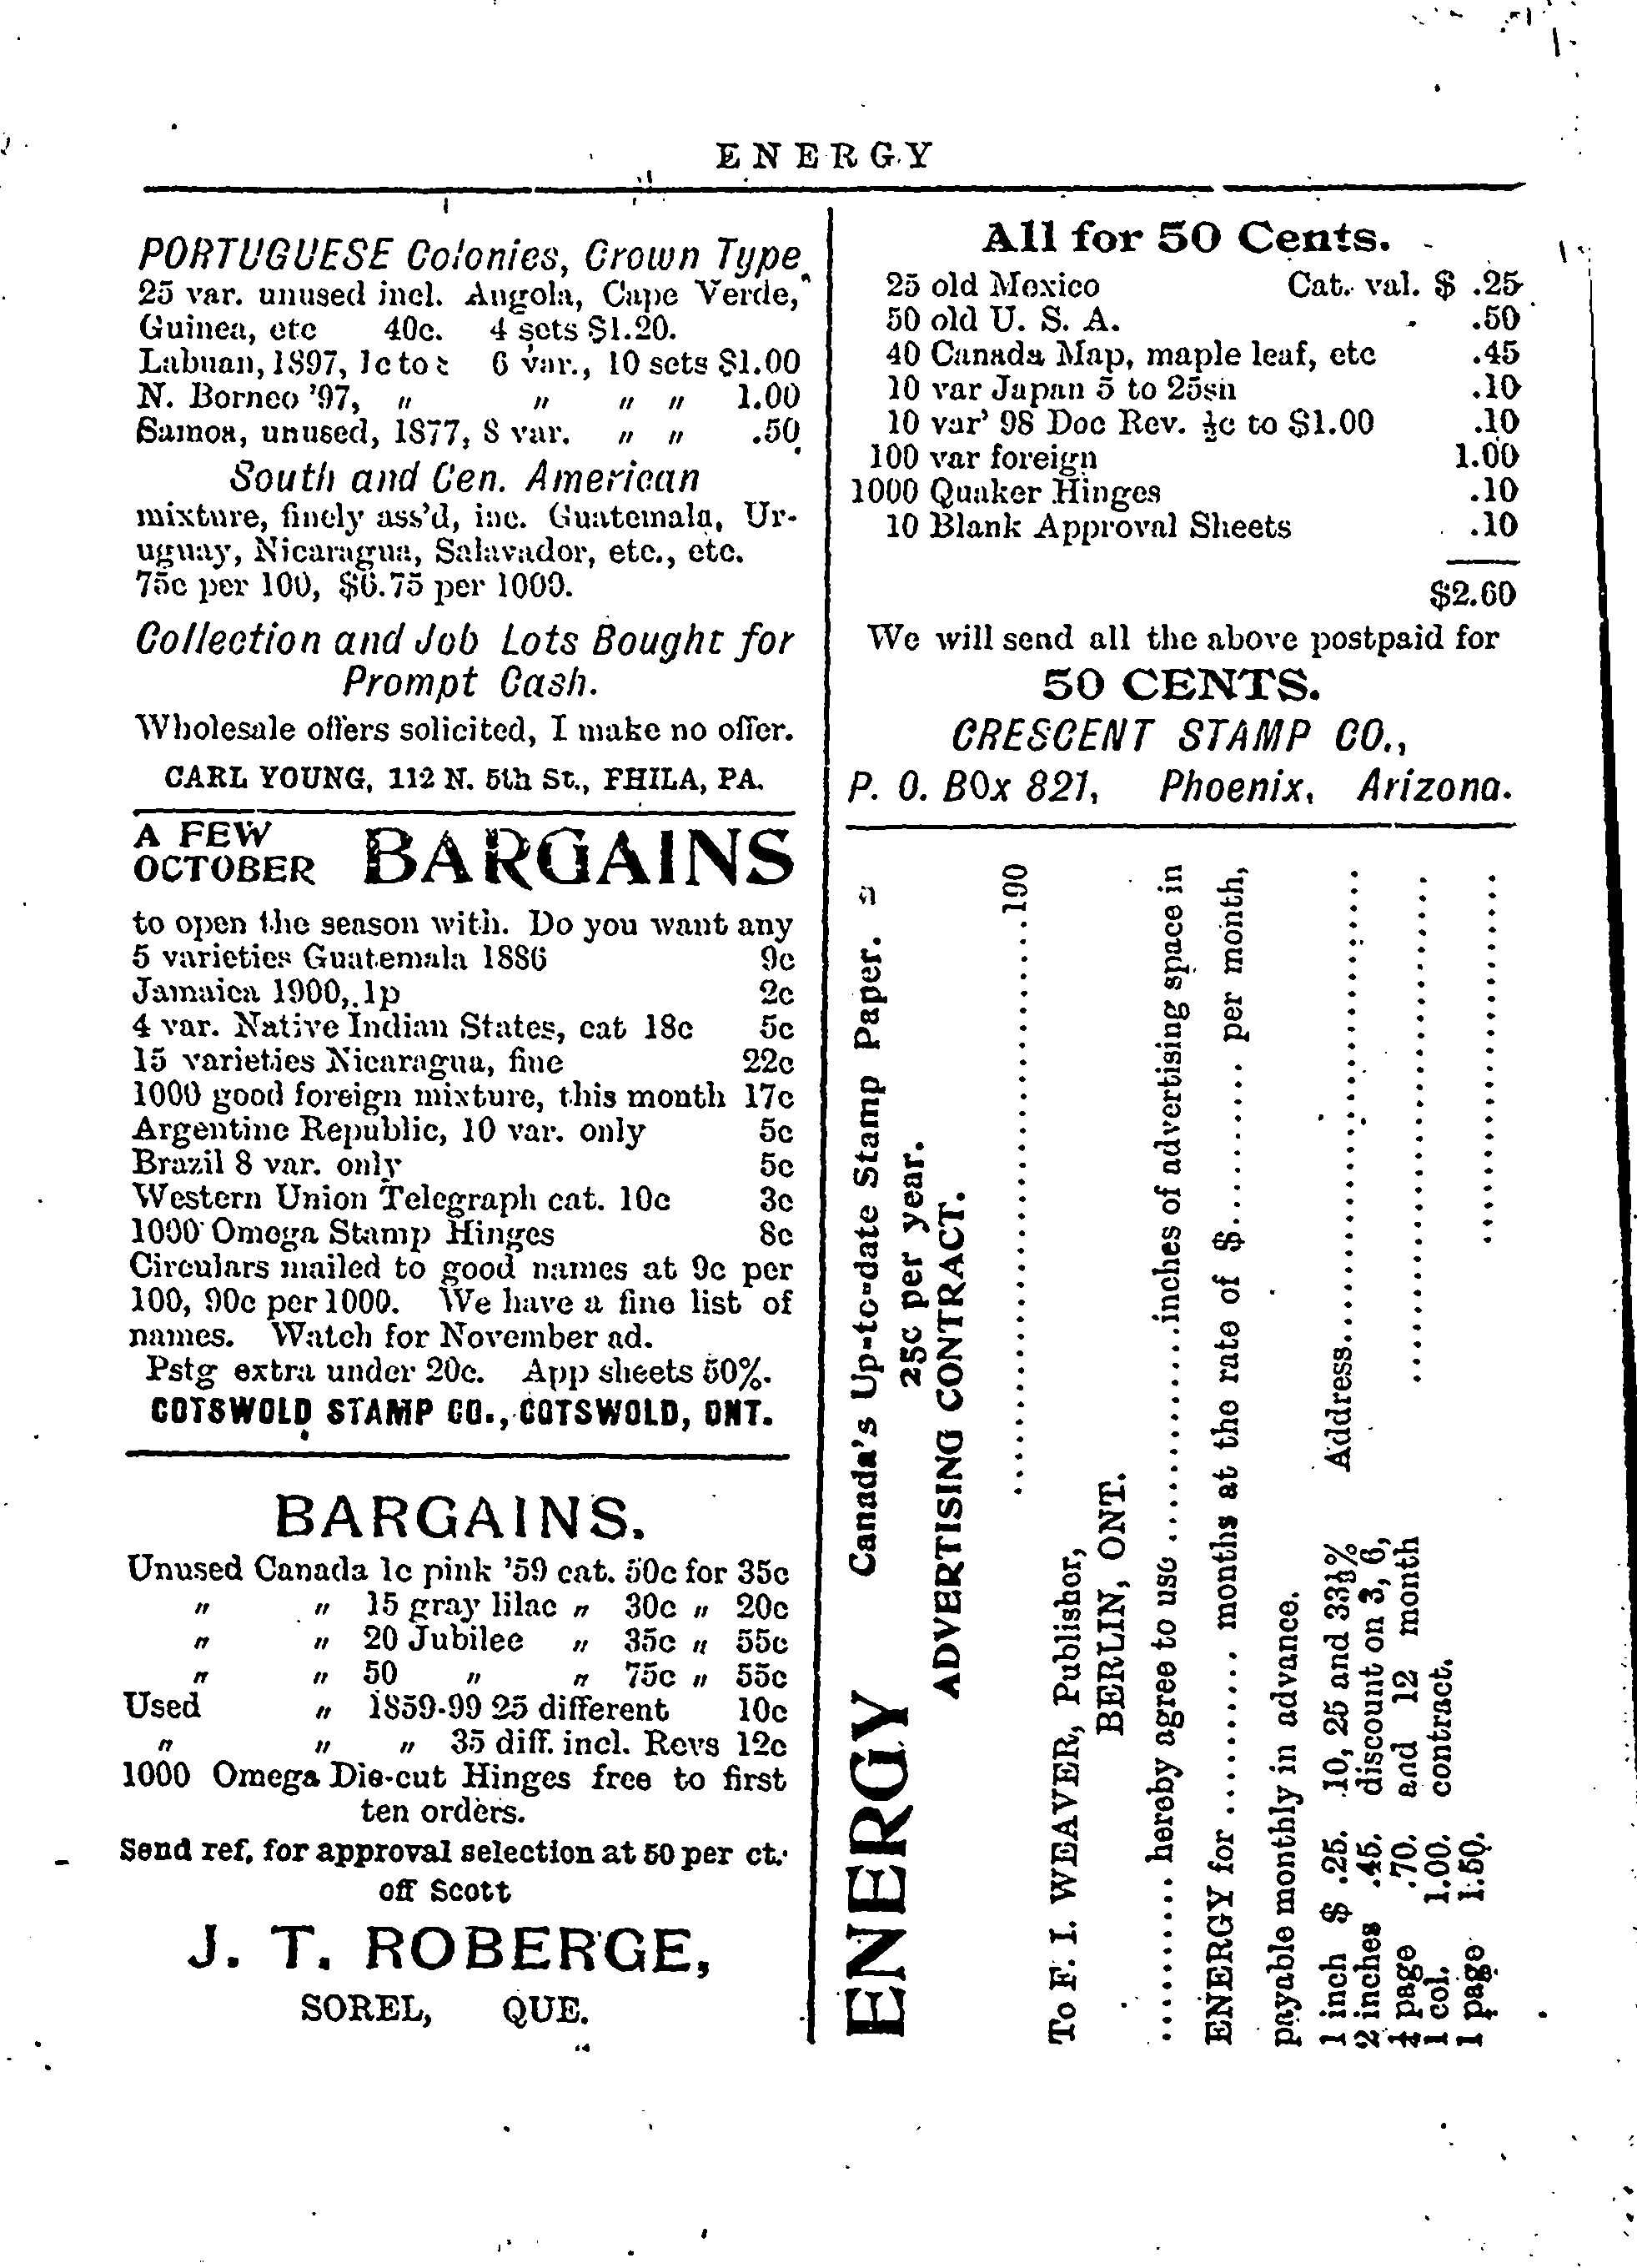 ENERGY
PORTUGUESE Colonies, Crown Type
25 var. unused incl. Angola, Cape Verde,
Guinea, etc 40c. 4 sets $1.20.
Labuan, 1897, 1c to 6 var., 10 sets $1.00
N. Borneo '97, " " " " 1.00
Samoa, unused, 1877, 8 var. " " .50
South and Cen. American
mixture, finely ass'd, inc. Guatemala, Ur-
uguay, Nicaragua, Salavador, etc., etc.
75c per 100, $6.75 per 1000.
Collection and Job Lots Bought for
Prompt Cash.
Wholesale offers solicited, I make no offer.
CARL YOUNG, 112 N. 5th St., FHILA, PA.
A FEW
OCTOBER BARGAINS
to open the season with. Do you want any
5 varieties Guatemala 1886 9c
Jamaica 1900, 1p 2c
4 var. Native Indian States, cat 18c 5c
15 varieties Nicaragua, fine 22c
1000 good foreign mixture, this month 17c
Argentine Republic, 10 var. only 5c
Brazil 8 var. only 5c
Western Union Telegraph cat. 10c 3c
1000 Omega Stamp Hinges 8c
Circulars mailed to good names at 9c per
100, 90c per 1000. We have a fine list of
names. Watch for November ad.
Pstg extra under 20c. App sheets 50%.
COTSWOLD STAMP CO., COTSWOLD, ONT.
BARGAINS.
Unused Canada 1c pink '59 cat. 50c for 35c
" " 15 gray lilac " 30c " 20c
" " 20 Jubilee " 35c " 55c
" " 50 " " 75c " 55c
Used " 1859-99 25 different 10c
" " " 35 diff. incl. Revs 12c
1000 Omega Die-cut Hinges free to first
ten orders.
Send ref. for approval selection at 50 per ct.
off Scott
J. T. ROBERGE,
SOREL, QUE.
All for 50 Cents.
25 old Mexico Cat. val. $ .25
50 old U. S. A. .50
40 Canada Map, maple leaf, etc .45
10 var Japan 5 to 25sn .10
10 var' 98 Doc Rev. ½c to $1.00 .10
100 var foreign 1.00
1000 Quaker Hinges .10
10 Blank Approval Sheets .10
$2.60
We will send all the above postpaid for
50 CENTS.
CRESCENT STAMP CO.,
P. O. BOx 821, Phoenix, Arizona.
ENERGY Canada's Up-to-date Stamp Paper.
25c per year.
ADVERTISING CONTRACT.
..............................190
To F. I. WEAVER, Publisher,
BERLIN, ONT.
.......... hereby agree to use ..............inches of advertising space in
ENERGY for .......... months at the rate of $.......... per month,
payable monthly in advance.
1 inch $ .25. 10, 25 and 33⅓% Address..............................
2 inches .45. discount on 3, 6,
¼ page .70. and 12 month ..............................
1 col. 1.00. contract.
1 page 1.50. ..............................